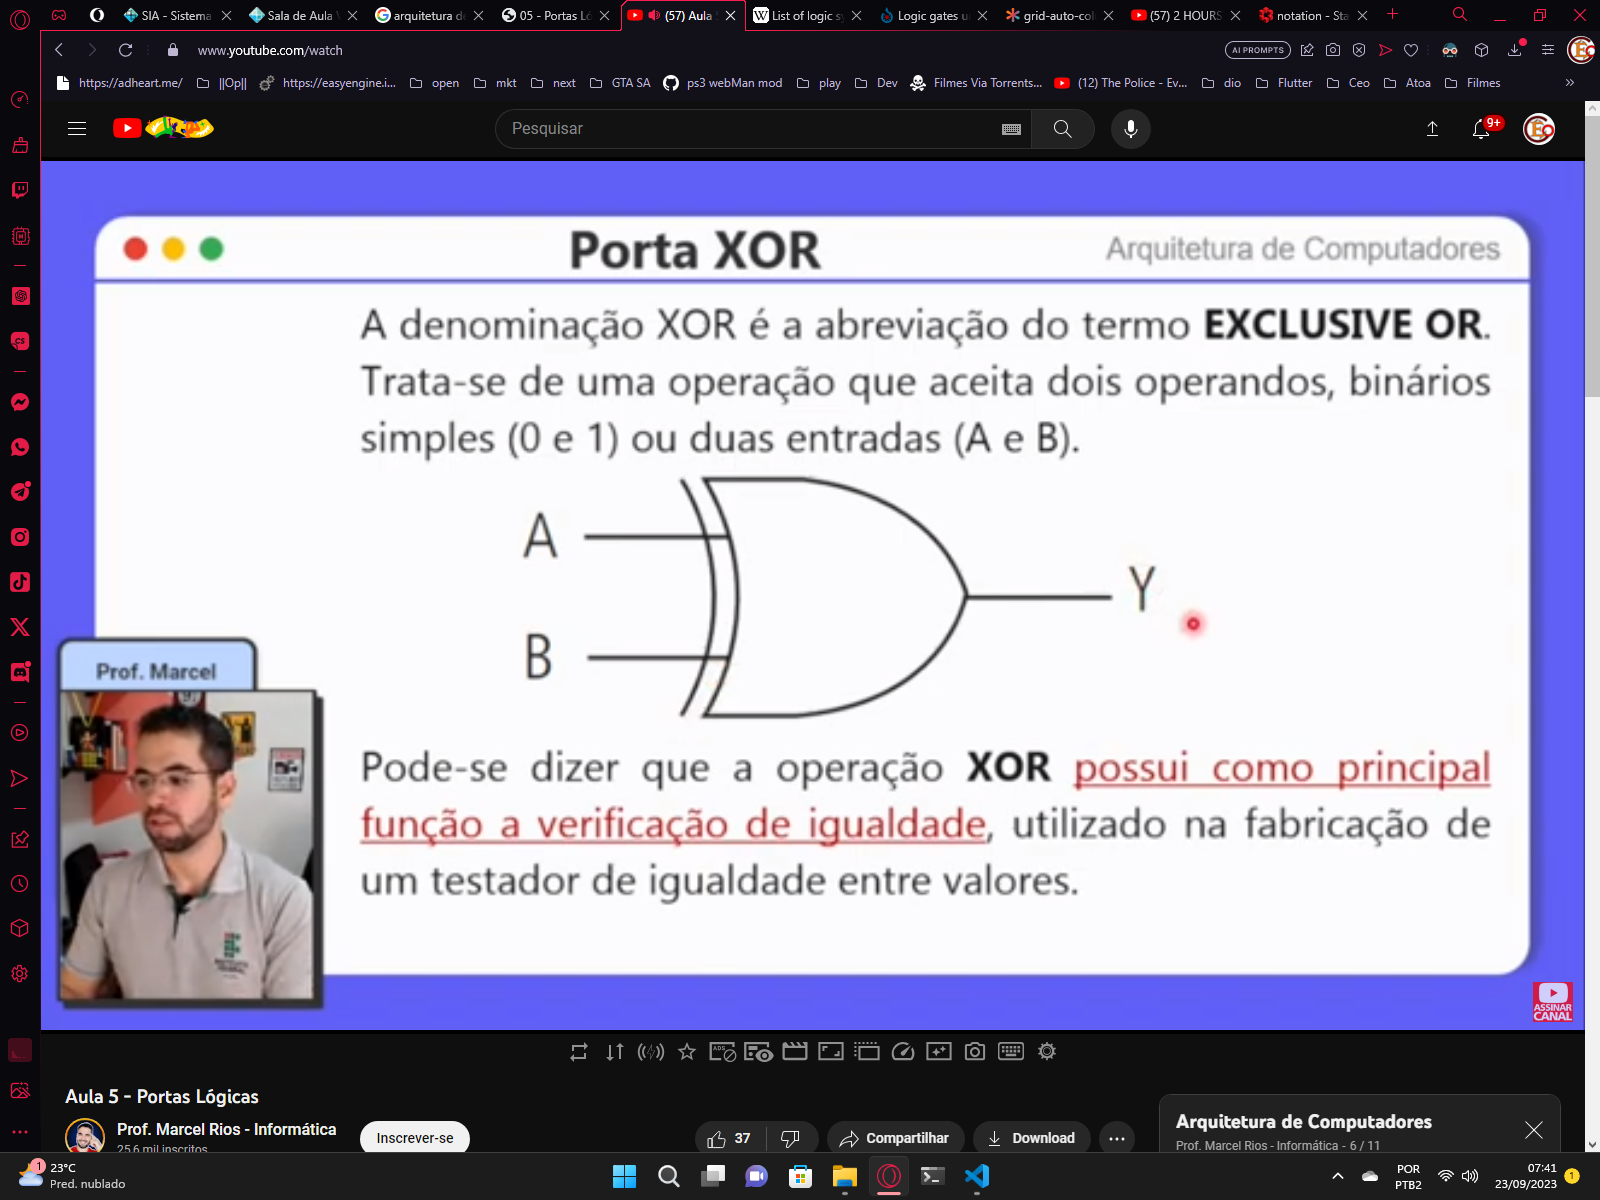 SIA - Sistema
Sala de Aula
arquitetura de
05 - Portas Ló
(57) Aula
List of logic sy
Logic gates u
grid-auto-col
(57) 2 HOURS
notation - Sta
www.youtube.com/watch
AI PROMPTS
https://adheart.me/
||Op||
https://easyengine.i...
open
mkt
next
GTA SA
ps3 webMan mod
play
Dev
Filmes Via Torrents...
(12) The Police - Ev...
dio
Flutter
Ceo
Atoa
Filmes
»
Pesquisar
9+
Porta XOR
Arquitetura de Computadores
A denominação XOR é a abreviação do termo EXCLUSIVE OR.
Trata-se de uma operação que aceita dois operandos, binários
simples (0 e 1) ou duas entradas (A e B).
A
Y
B
Prof. Marcel
Pode-se dizer que a operação XOR possui como principal
função a verificação de igualdade, utilizado na fabricação de
um testador de igualdade entre valores.
ASSINAR
CANAL
Aula 5 - Portas Lógicas
Prof. Marcel Rios - Informática
25,6 mil inscritos
Inscrever-se
37
Compartilhar
Download
Arquitetura de Computadores
Prof. Marcel Rios - Informática - 6 / 11
1
23°C
Pred. nublado
POR
PTB2
07:41
23/09/2023
1